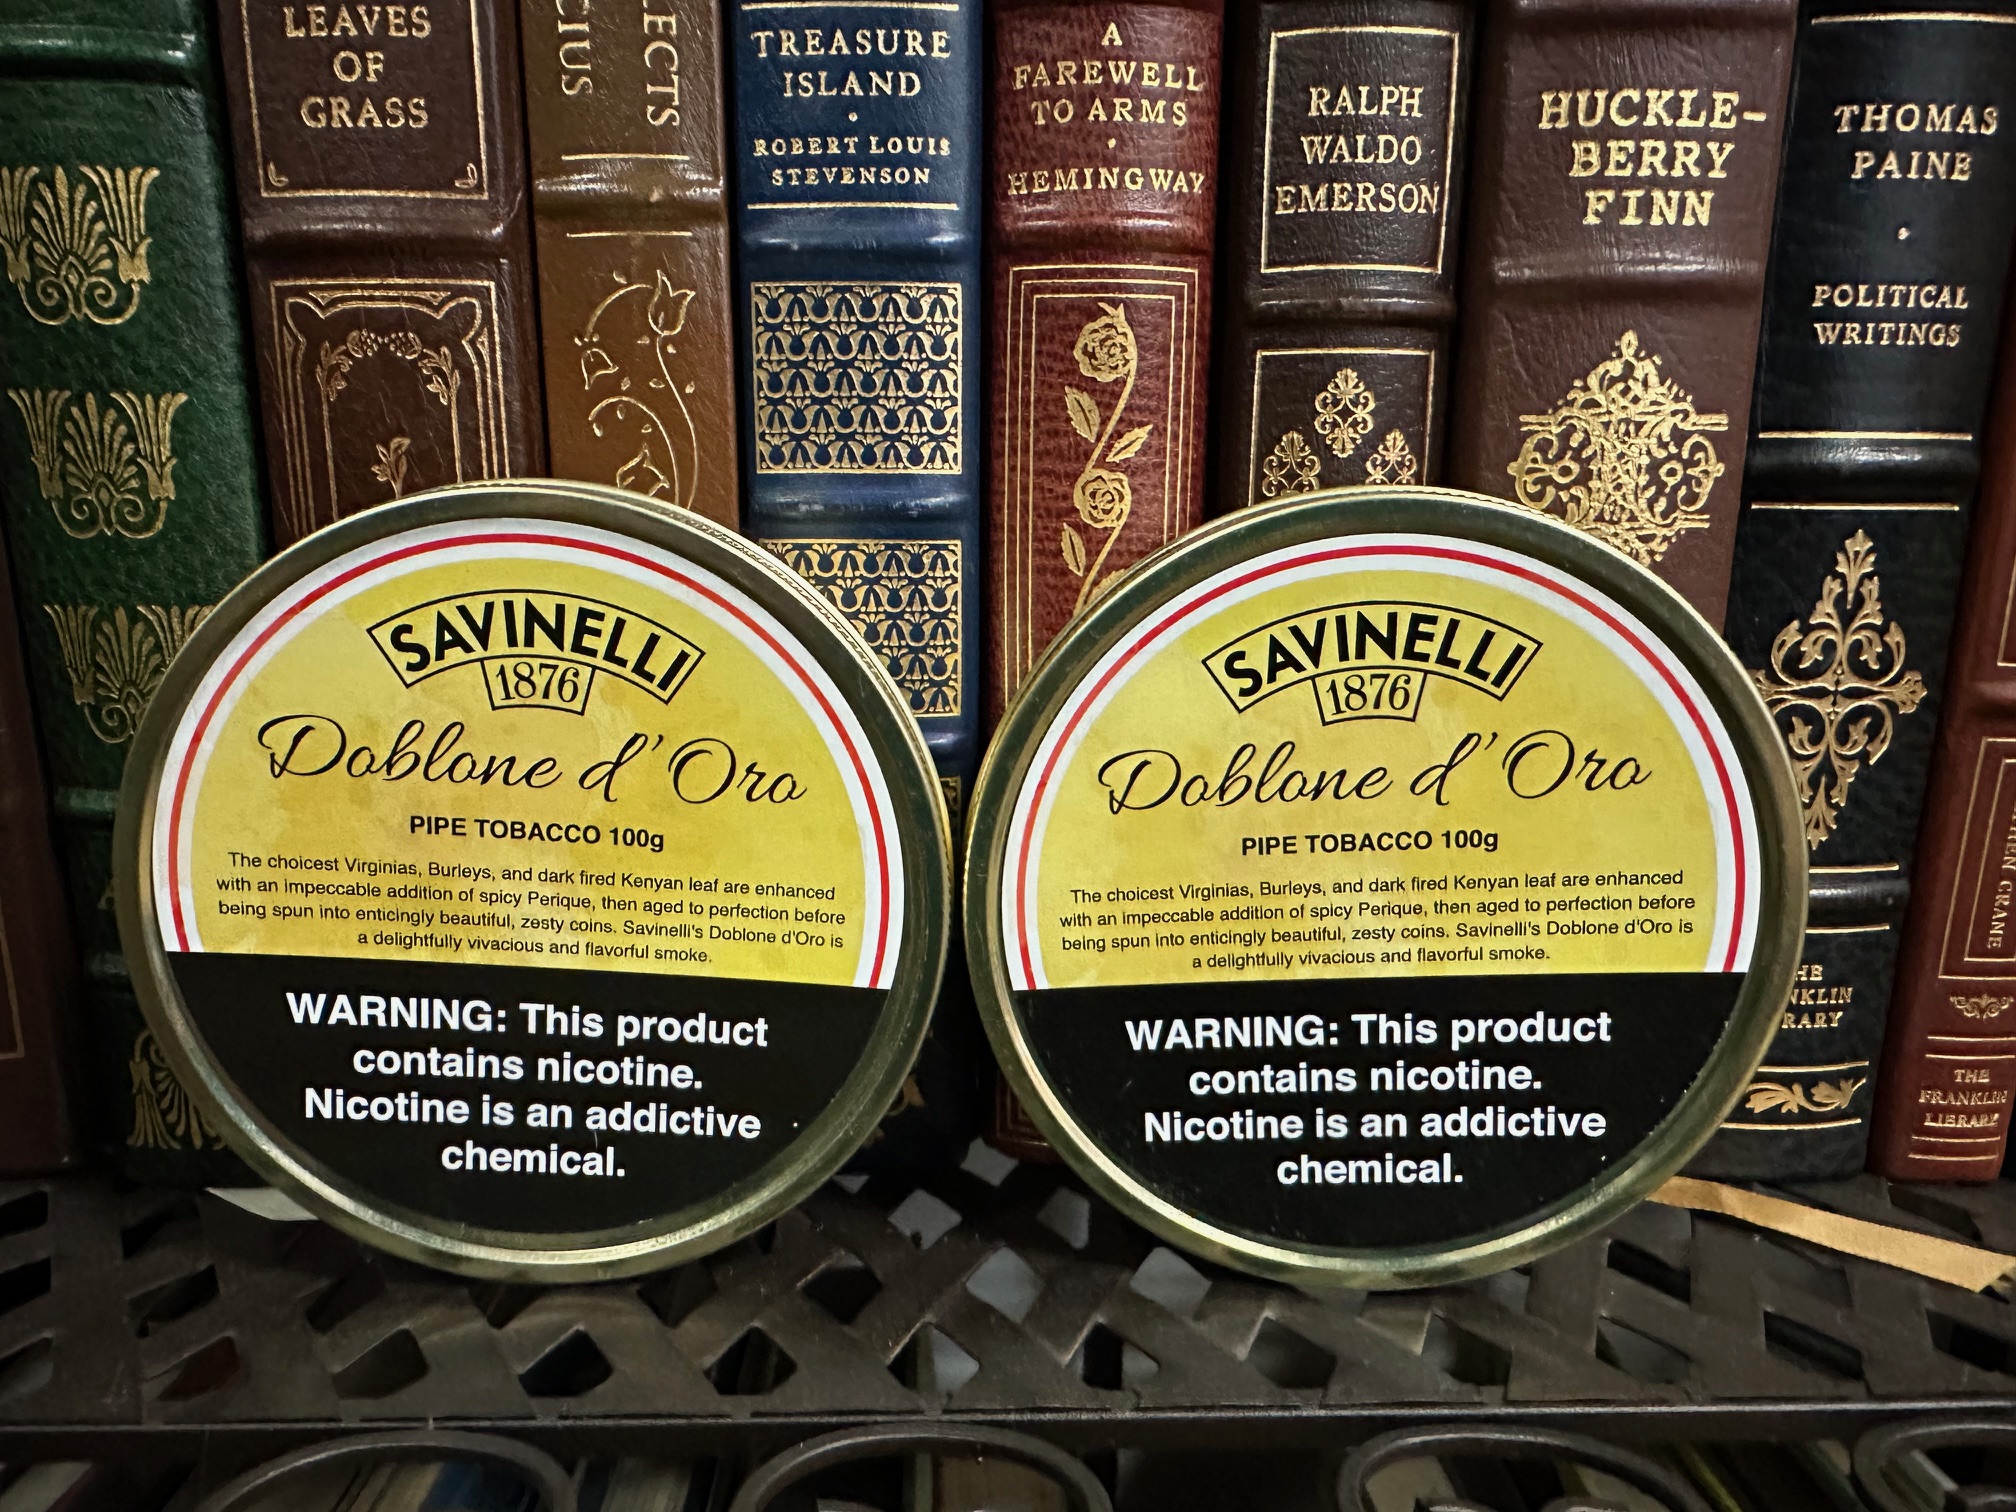 LEAVES
OF
GRASS
LECTS
CIUS
TREASURE
ISLAND
ROBERT LOUIS
STEVENSON
A
FAREWELL
TO ARMS
HEMINGWAY
RALPH
WALDO
EMERSON
HUCKLE-
BERRY
FINN
THOMAS
PAINE
POLITICAL
WRITINGS
SAVINELLI
1876
Doblone d'Oro
PIPE TOBACCO 100g
The choicest Virginias, Burleys, and dark fired Kenyan leaf are enhanced
with an impeccable addition of spicy Perique, then aged to perfection before
being spun into enticingly beautiful, zesty coins. Savinelli's Doblone d'Oro is
a delightfully vivacious and flavorful smoke.
WARNING: This product
contains nicotine.
Nicotine is an addictive
chemical.
SAVINELLI
1876
Doblone d'Oro
PIPE TOBACCO 100g
The choicest Virginias, Burleys, and dark fired Kenyan leaf are enhanced
with an impeccable addition of spicy Perique, then aged to perfection before
being spun into enticingly beautiful, zesty coins. Savinelli's Doblone d'Oro is
a delightfully vivacious and flavorful smoke.
WARNING: This product
contains nicotine.
Nicotine is an addictive
chemical.
CRANE
THE
FRANKLIN
LIBRARY